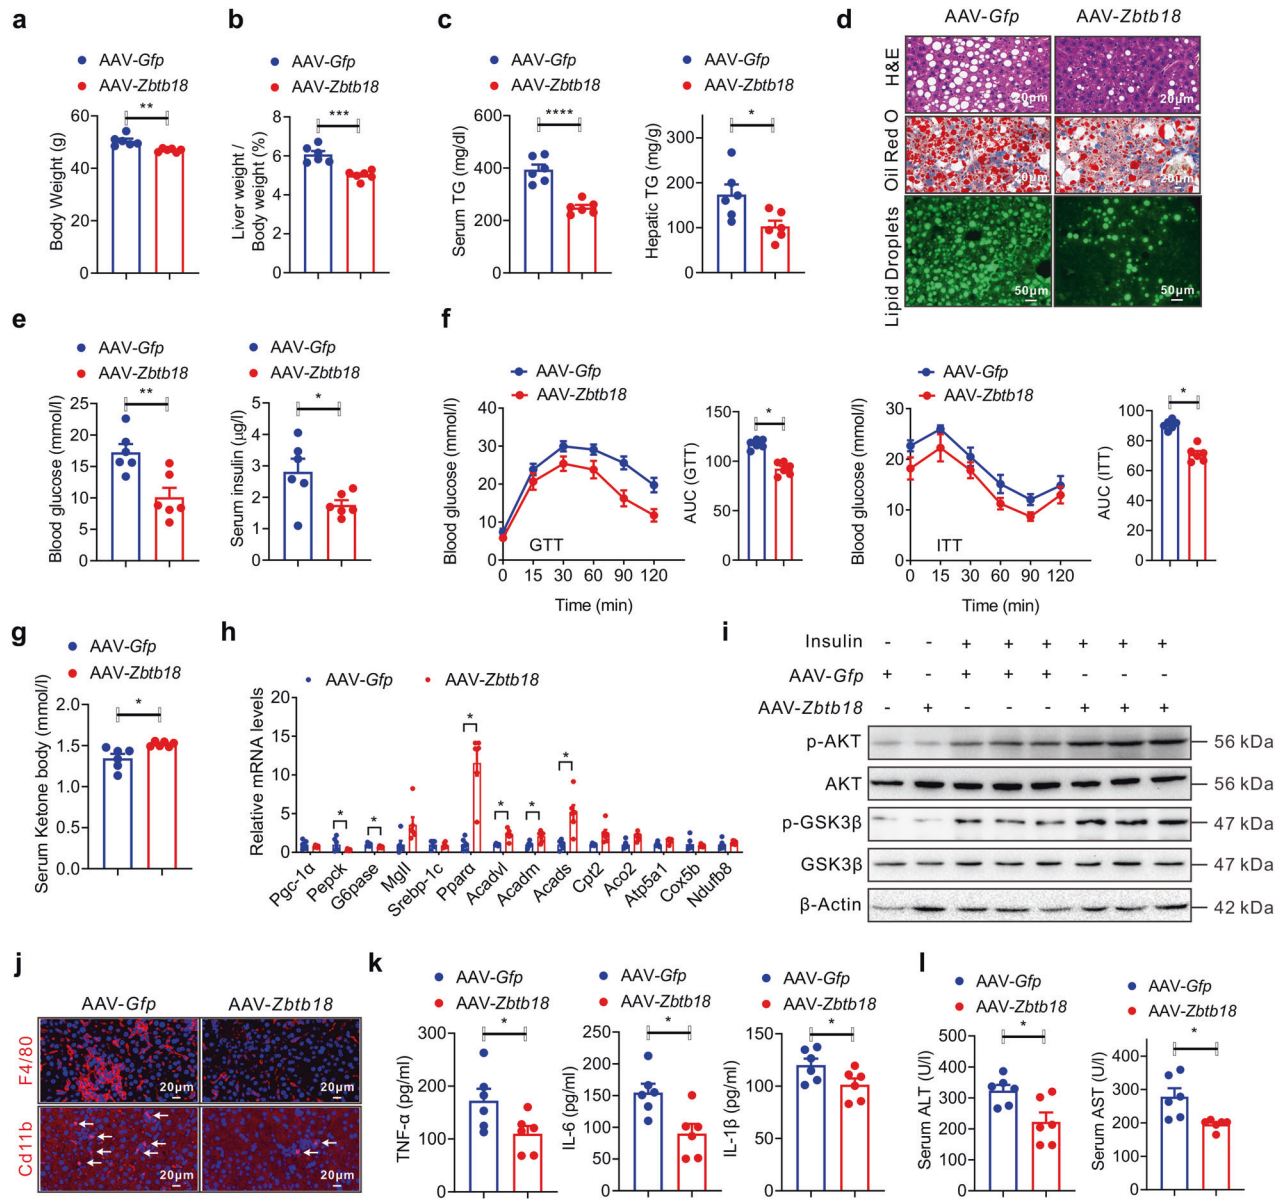 a
AAV-Gfp
AAV-Zbtb18
**
Body Weight (g)
60
40
20
0
b
AAV-Gfp
AAV-Zbtb18
***
Liver weight /
Body weight (%)
8
6
4
2
0
c
AAV-Gfp
AAV-Zbtb18
****
Serum TG (mg/dl)
600
400
200
0
AAV-Gfp
AAV-Zbtb18
*
Hepatic TG (mg/g)
300
200
100
0
d
AAV-Gfp
AAV-Zbtb18
H&E
20μm
20μm
Oil Red O
20μm
20μm
Lipid Droplets
50μm
50μm
e
AAV-Gfp
AAV-Zbtb18
**
Blood glucose (mmol/l)
25
20
15
10
5
0
AAV-Gfp
AAV-Zbtb18
*
Serum insulin (μg/l)
5
4
3
2
1
0
f
AAV-Gfp
AAV-Zbtb18
Blood glucose (mmol/l)
40
30
20
10
0
GTT
0 15 30 60 90 120
Time (min)
*
AUC (GTT)
150
100
50
0
AAV-Gfp
AAV-Zbtb18
Blood glucose (mmol/l)
30
20
10
0
ITT
0 15 30 60 90 120
Time (min)
*
AUC (ITT)
100
80
60
40
20
0
g
AAV-Gfp
AAV-Zbtb18
*
Serum Ketone body (mmol/l)
2.0
1.5
1.0
0.5
0.0
h
AAV-Gfp
AAV-Zbtb18
Relative mRNA levels
20
15
10
5
0
* * * * * *
Pgc-1α Pepck G6pase Mgll Srebp-1c Pparα Acadvl Acadm Acads Cpt2 Aco2 Atp5a1 Cox5b Ndufb8
i
Insulin - - + + + + + +
AAV-Gfp + - + + + - - -
AAV-Zbtb18 - + - - - + + +
p-AKT 56 kDa
AKT 56 kDa
p-GSK3β 47 kDa
GSK3β 47 kDa
β-Actin 42 kDa
j
AAV-Gfp
AAV-Zbtb18
F4/80
20μm
20μm
Cd11b
20μm
20μm
k
AAV-Gfp
AAV-Zbtb18
*
TNF-α (pg/ml)
300
200
100
0
AAV-Gfp
AAV-Zbtb18
*
IL-6 (pg/ml)
250
200
150
100
50
0
AAV-Gfp
AAV-Zbtb18
*
IL-1β (pg/ml)
150
100
50
0
l
AAV-Gfp
AAV-Zbtb18
*
Serum ALT (U/l)
500
400
300
200
100
0
AAV-Gfp
AAV-Zbtb18
*
Serum AST (U/l)
400
300
200
100
0